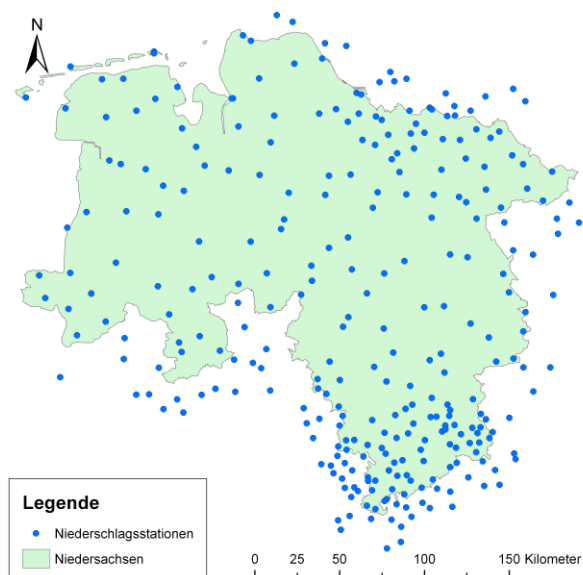 N
Legende
Niederschlagsstationen
Niedersachsen
0 25 50 100 150 Kilometer